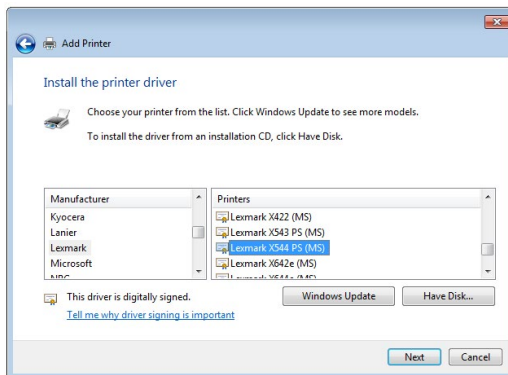 Add Printer
Install the printer driver
Choose your printer from the list. Click Windows Update to see more models.
To install the driver from an installation CD, click Have Disk.
Manufacturer
Kyocera
Lanier
Lexmark
Microsoft
Printers
Lexmark X422 (MS)
Lexmark X543 PS (MS)
Lexmark X544 PS (MS)
Lexmark X642e (MS)
This driver is digitally signed.
Tell me why driver signing is important
Windows Update
Have Disk...
Next
Cancel